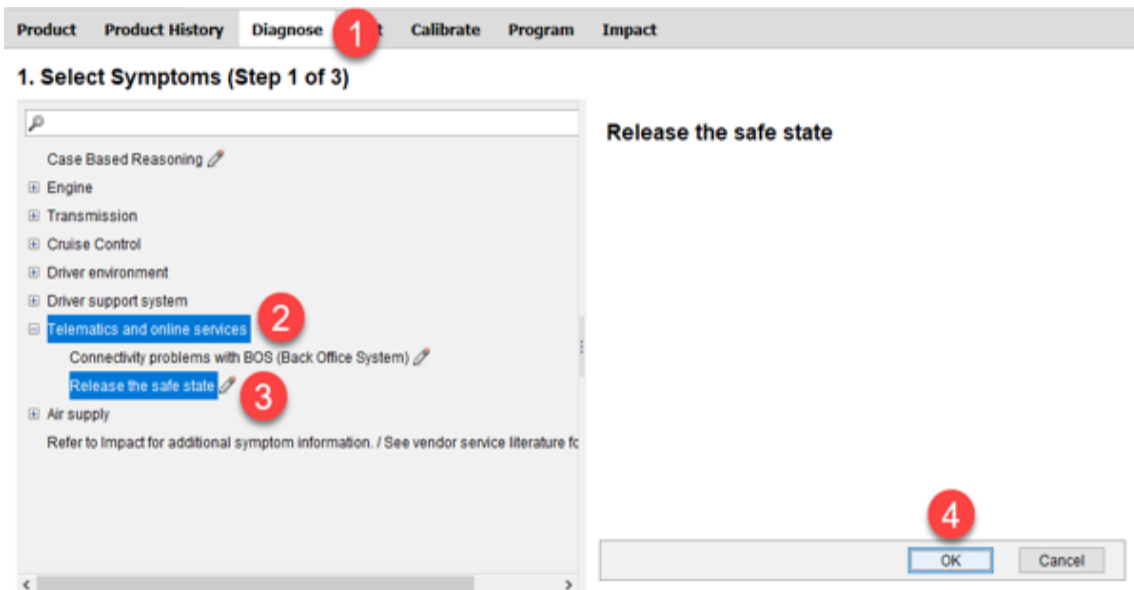 Product Product History Diagnose 1 t Calibrate Program Impact
1. Select Symptoms (Step 1 of 3)
Case Based Reasoning
Engine
Transmission
Cruise Control
Driver environment
Driver support system
Telematics and online services 2
Connectivity problems with BOS (Back Office System)
Release the safe state 3
Air supply
Refer to Impact for additional symptom information. / See vendor service literature fo
Release the safe state
4
OK Cancel